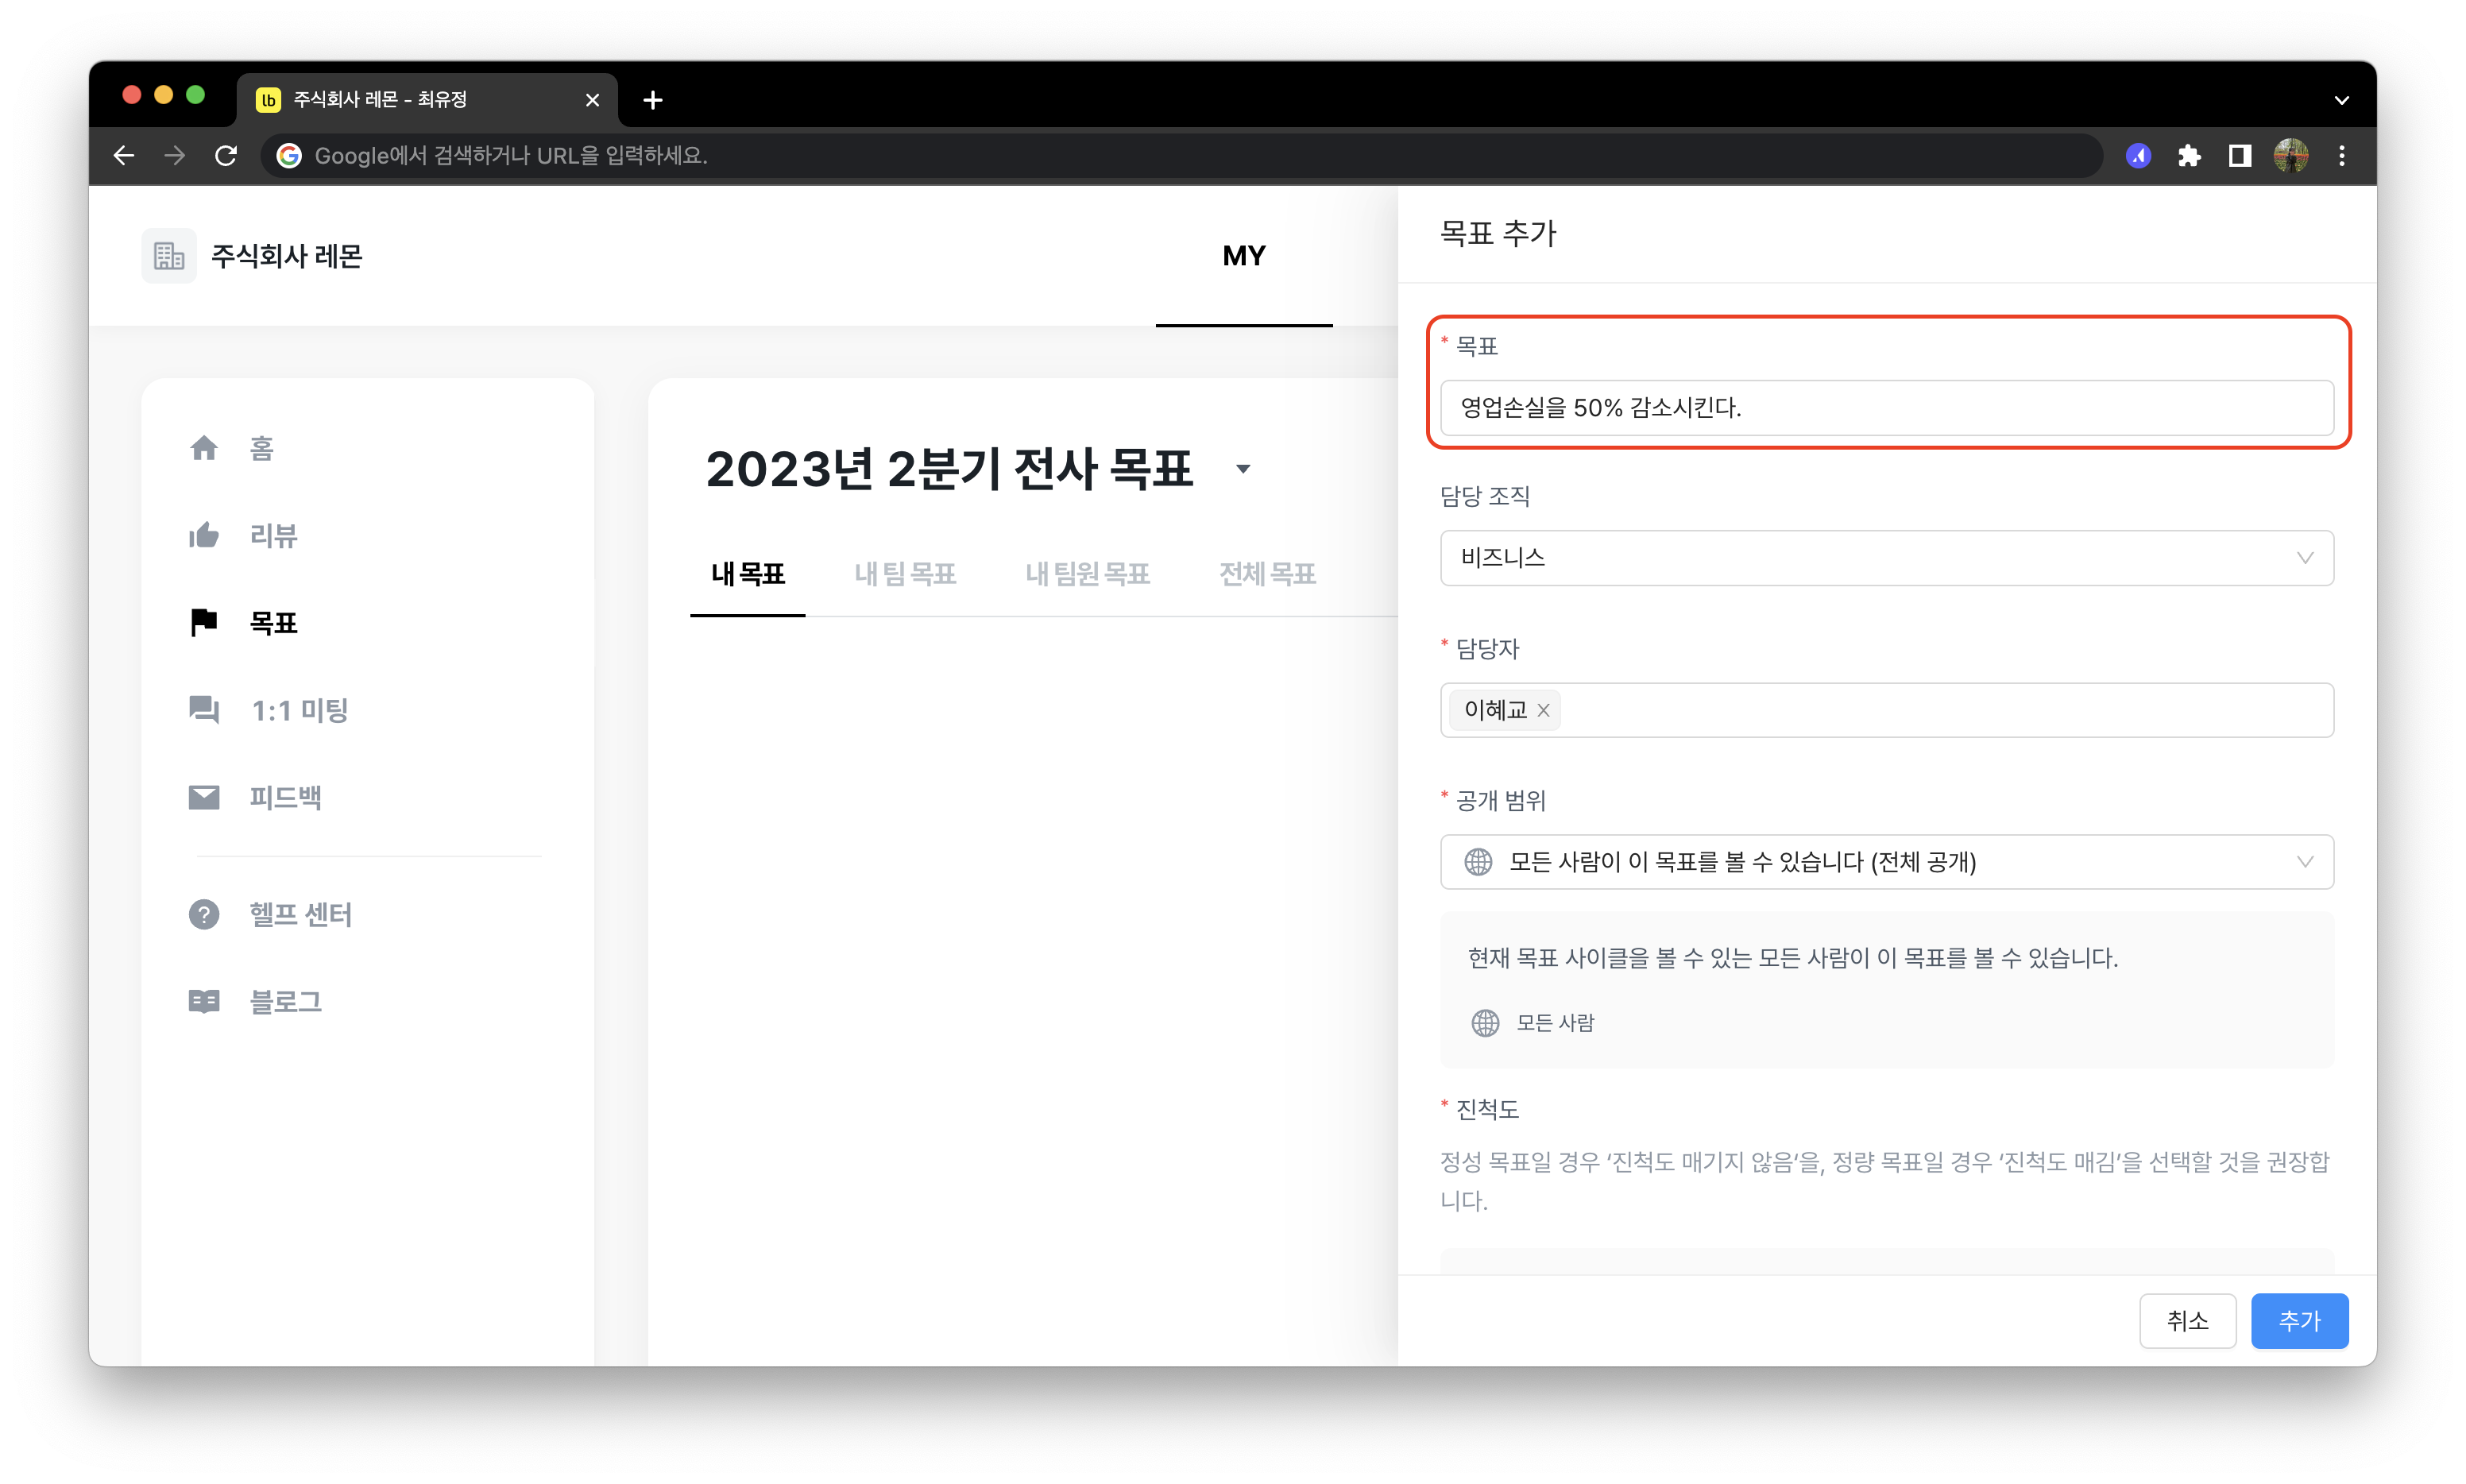 lb 주식회사 레몬 - 최유정
Google에서 검색하거나 URL을 입력하세요.
주식회사 레몬
MY
홈
리뷰
목표
1:1 미팅
피드백
헬프 센터
블로그
2023년 2분기 전사 목표
내 목표 내 팀 목표 내 팀원 목표 전체 목표
목표 추가
* 목표
영업손실을 50% 감소시킨다.
담당 조직
비즈니스
* 담당자
이혜교
* 공개 범위
모든 사람이 이 목표를 볼 수 있습니다 (전체 공개)
현재 목표 사이클을 볼 수 있는 모든 사람이 이 목표를 볼 수 있습니다.
모든 사람
* 진척도
정성 목표일 경우 ‘진척도 매기지 않음‘을, 정량 목표일 경우 ‘진척도 매김’을 선택할 것을 권장합
니다.
취소 추가